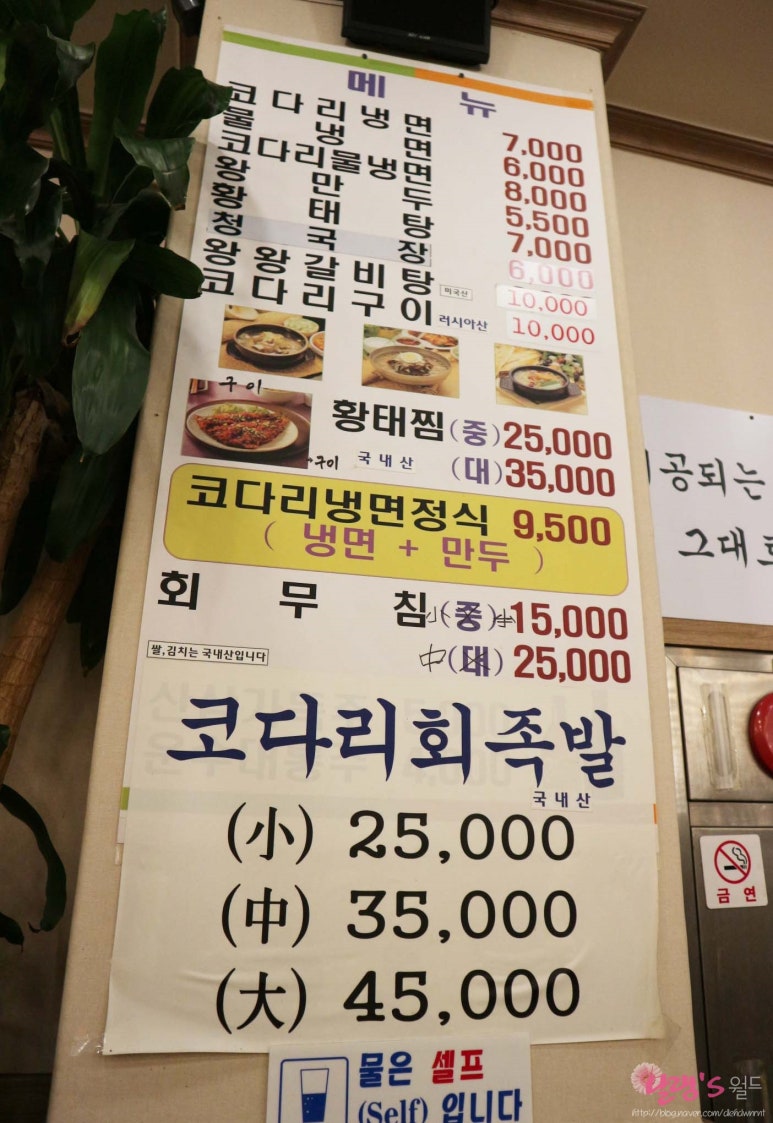 메 뉴
코다리냉면 7,000
물냉면 6,000
코다리물냉면 8,000
왕만두 5,500
황태탕 7,000
청국장 6,000
왕왕갈비탕 미국산 10,000
코다리구이 러시아산 10,000
구이
황태찜 (중) 25,000
구이 국내산 (대) 35,000
코다리냉면정식 9,500
( 냉면 + 만두 )
회무침 小 (중) 15,000
쌀,김치는 국내산입니다
中 (대) 25,000
코다리회족발
국내산
(小) 25,000
(中) 35,000
(大) 45,000
물은 셀프
(Self) 입니다
공되는
그대로
금연
's월드